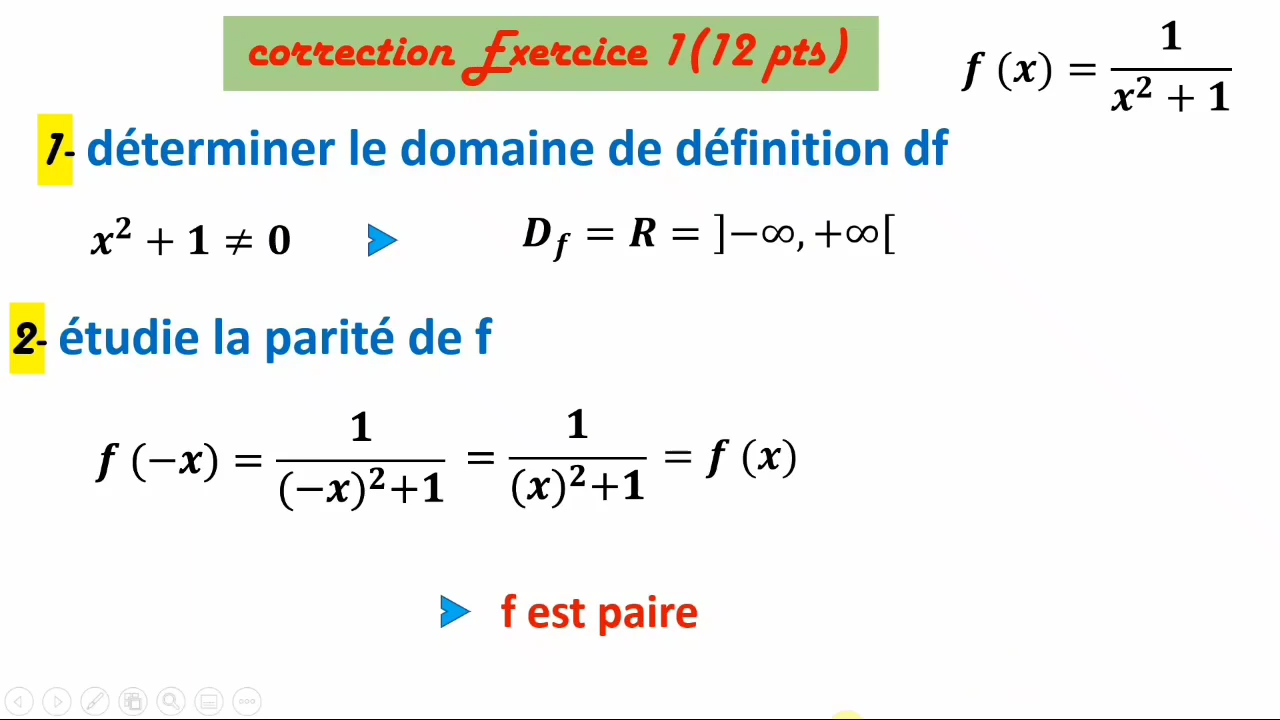 correction Exercice 1(12 pts)
f (x) = 1 / (x² + 1)
1- déterminer le domaine de définition df
x² + 1 ≠ 0
D_f = R = ]−∞, +∞[
2- étudie la parité de f
f (−x) = 1 / ((−x)²+1) = 1 / ((x)²+1) = f (x)
f est paire